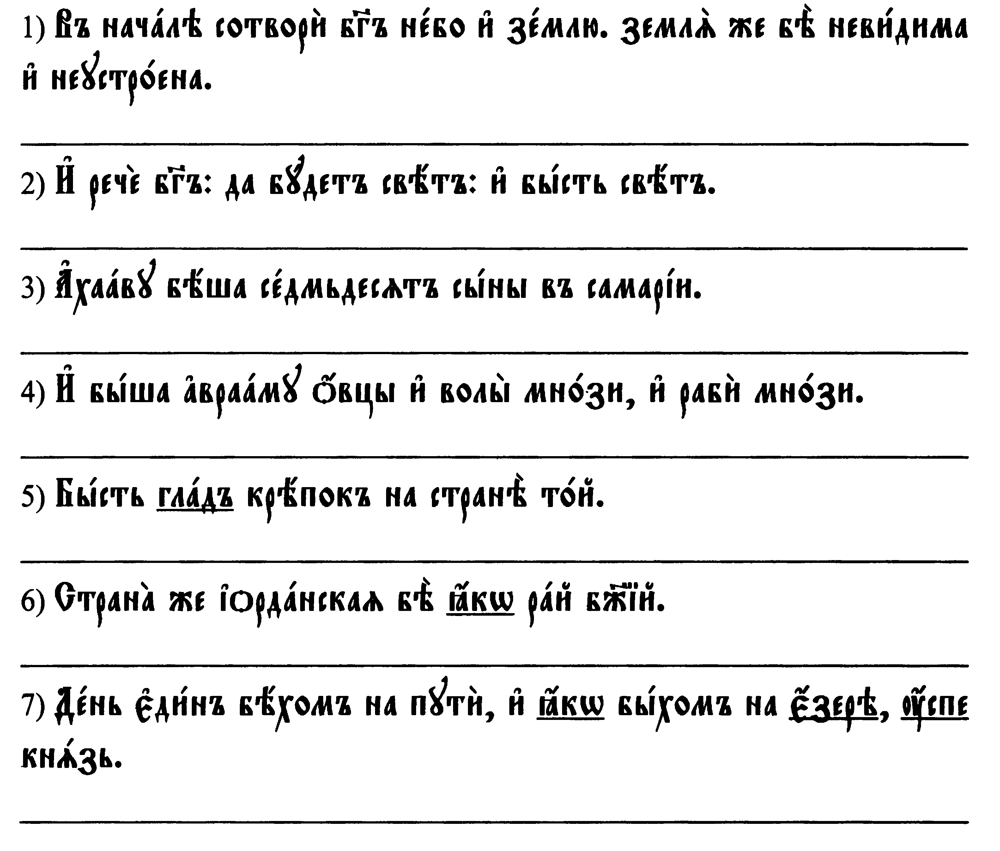 1) Въ нача́лѣ сотворѝ бг҃ъ не́бо и҆ зе́млю. землѧ̀ же бѣ̀ неви́дима
и҆ неꙋстро́ена.
2) И҆ речѐ бг҃ъ: да бꙋ́детъ свѣ́тъ: и҆ бы́сть свѣ́тъ.
3) А҆хаа́вꙋ бѣ́ша се́дмьдесѧтъ сы́ны въ самарі́и.
4) И҆ бы́ша а҆враа́мꙋ ѻ҆́вцы и҆ волы̀ мно́зи, и҆ рабѝ мно́зи.
5) Бы́сть гла́дъ крѣ́покъ на странѣ̀ то́й.
6) Страна̀ же і҆ѻрда́нскаѧ бѣ̀ ꙗ҆́кѡ ра́й бж҃їй.
7) Де́нь є҆ди́нъ бѣ́хомъ на пꙋтѝ, и҆ ꙗ҆́кѡ бы́хомъ на є҆́зерѣ, ᲂу҆́спе
кнѧ́зь.